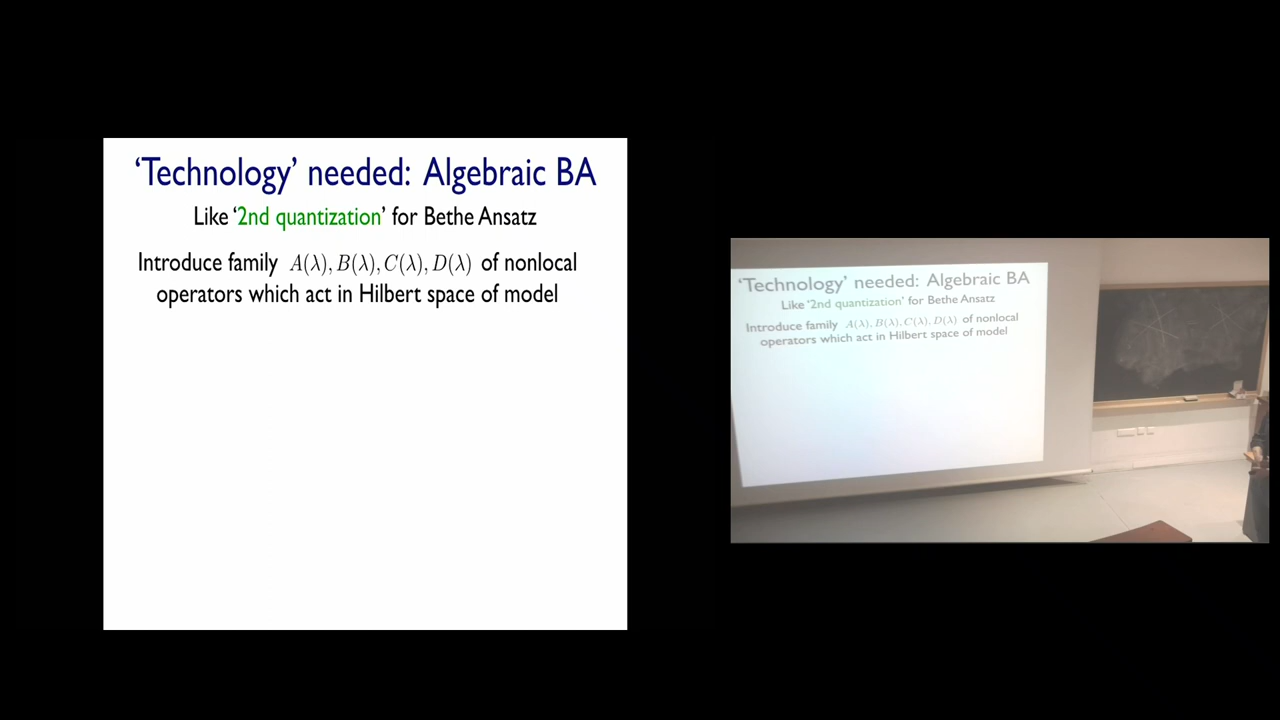 ‘Technology’ needed: Algebraic BA
Like ‘2nd quantization’ for Bethe Ansatz
Introduce family A(λ), B(λ), C(λ), D(λ) of nonlocal
operators which act in Hilbert space of model
‘Technology’ needed: Algebraic BA
Like ‘2nd quantization’ for Bethe Ansatz
Introduce family A(λ), B(λ), C(λ), D(λ) of nonlocal
operators which act in Hilbert space of model